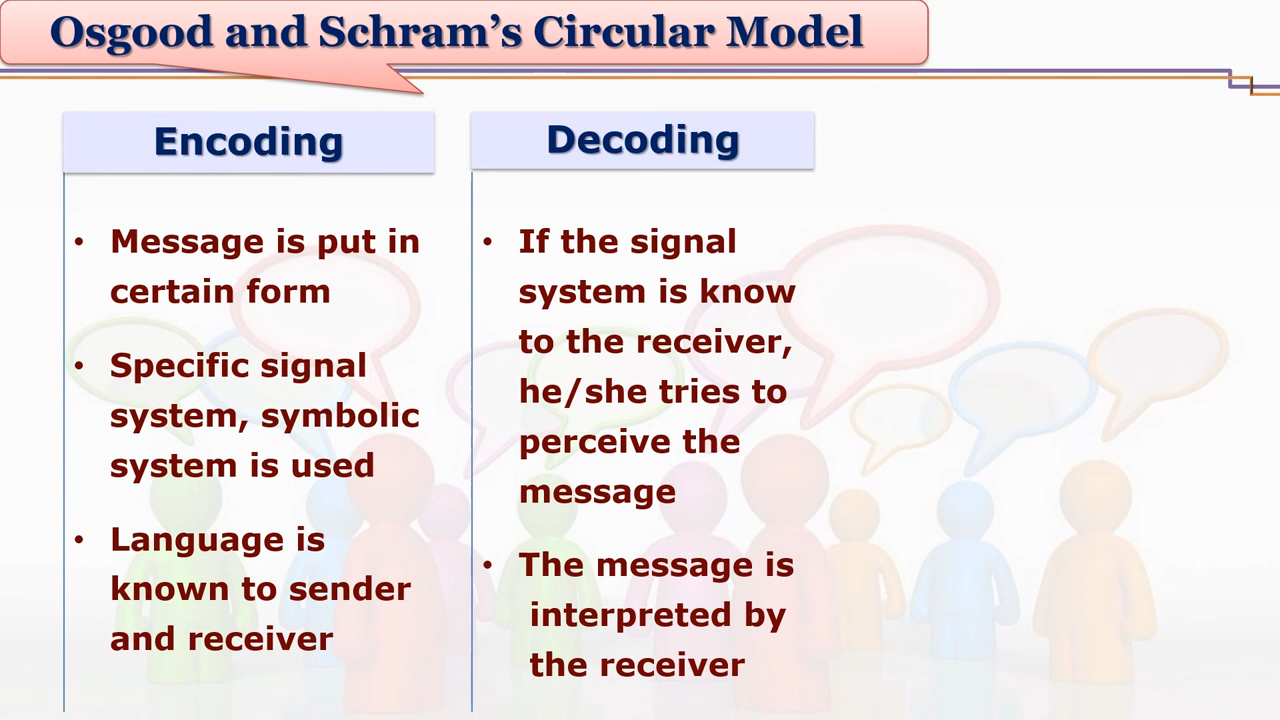 Osgood and Schram’s Circular Model
Encoding
• Message is put in
certain form
• Specific signal
system, symbolic
system is used
• Language is
known to sender
and receiver
Decoding
• If the signal
system is know
to the receiver,
he/she tries to
perceive the
message
• The message is
interpreted by
the receiver